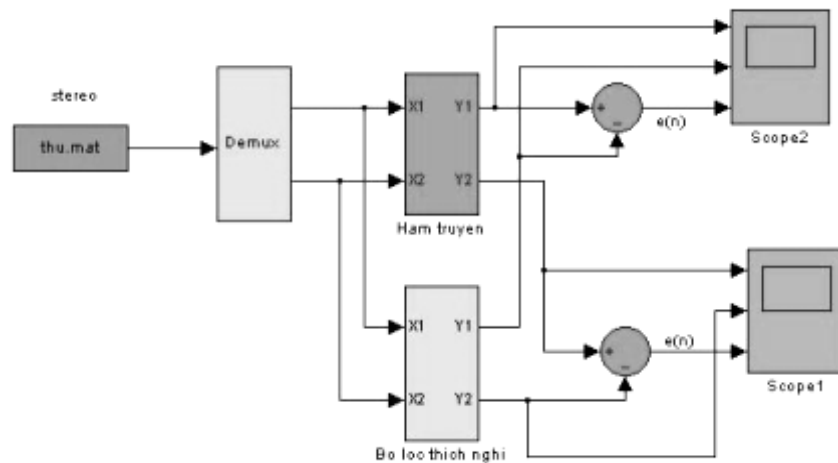 stereo
thu.mat
Demux
X1
Y1
X2
Y2
Ham truyen
+
−
e(n)
Scope2
X1
Y1
X2
Y2
Bo loc thich nghi
+
−
e(n)
Scope1